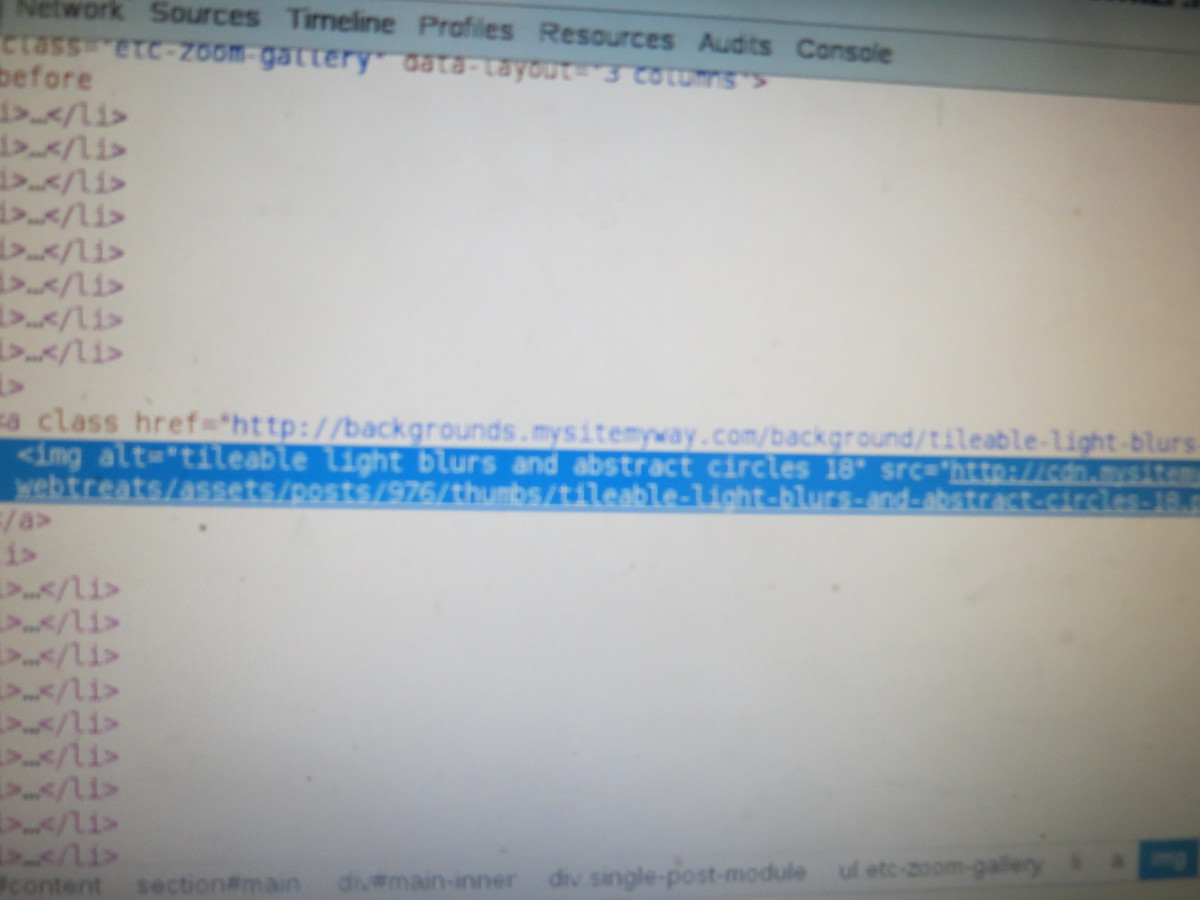 Network Sources Timeline Profiles Resources Audits Console
class="etc-zoom-gallery" data-layout="3 columns">
before
i>…</li>
i>…</li>
i>…</li>
i>…</li>
i>…</li>
i>…</li>
i>…</li>
i>…</li>
i>
<a class href="http://backgrounds.mysitemyway.com/background/tileable-light-blurs
<img alt="tileable light blurs and abstract circles 18" src="http://cdn.mysitem
webtreats/assets/posts/976/thumbs/tileable-light-blurs-and-abstract-circles-18.
</a>
li>
i>…</li>
i>…</li>
i>…</li>
i>…</li>
i>…</li>
i>…</li>
i>…</li>
i>…</li>
i>…</li>
#content section#main div#main-inner div.single-post-module ul.etc-zoom-gallery li a img